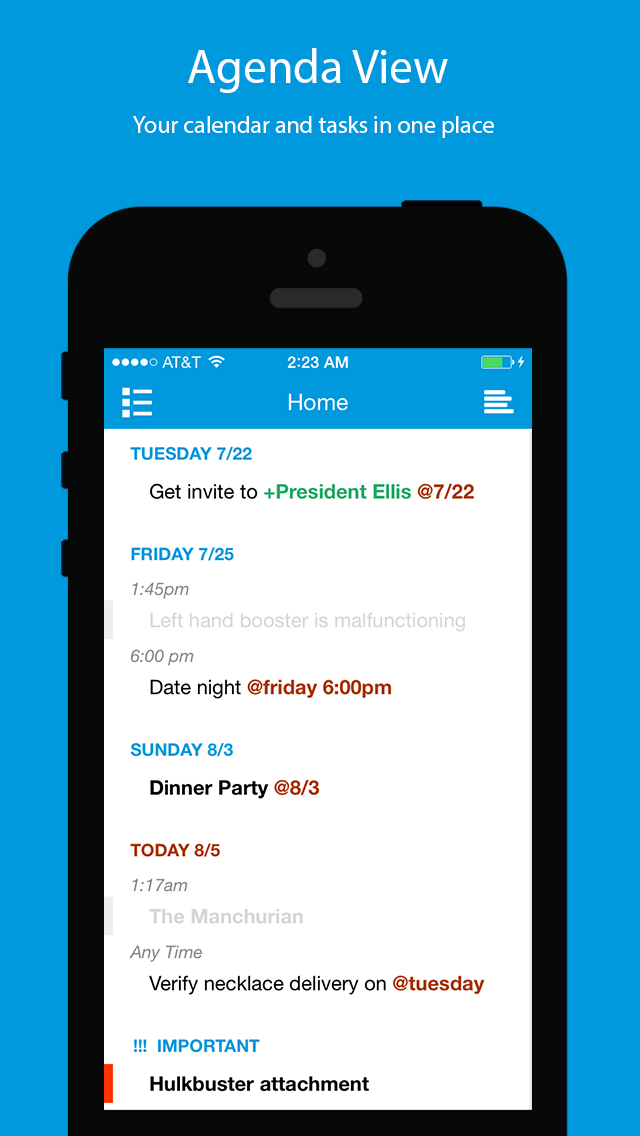 Agenda View
Your calendar and tasks in one place
AT&T 2:23 AM
Home
TUESDAY 7/22
Get invite to +President Ellis @7/22
FRIDAY 7/25
1:45pm
Left hand booster is malfunctioning
6:00 pm
Date night @friday 6:00pm
SUNDAY 8/3
Dinner Party @8/3
TODAY 8/5
1:17am
The Manchurian
Any Time
Verify necklace delivery on @tuesday
!!! IMPORTANT
Hulkbuster attachment